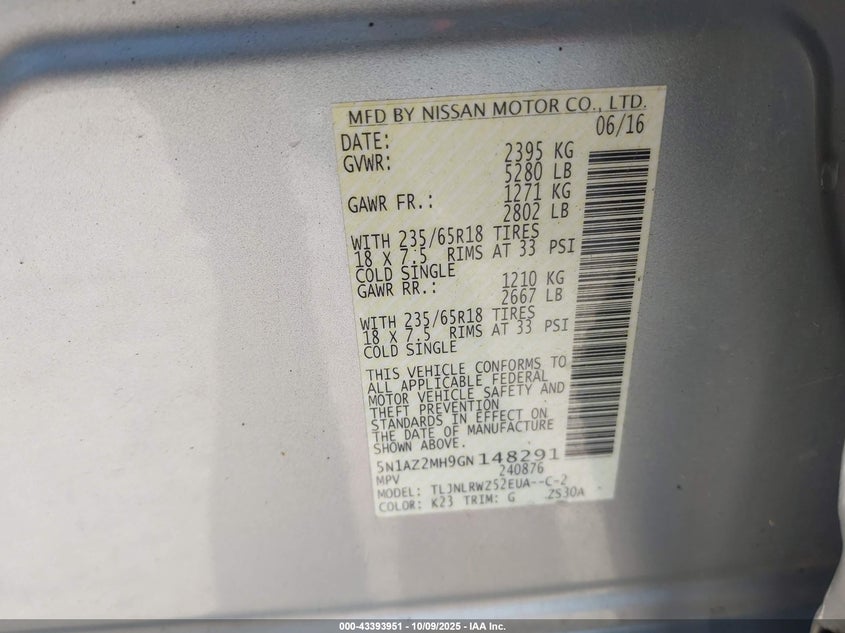 MFD BY NISSAN MOTOR CO., LTD.
DATE: 06/16
GVWR: 2395 KG
5280 LB
GAWR FR.: 1271 KG
2802 LB
WITH 235/65R18 TIRES
18 X 7.5 RIMS AT 33 PSI
COLD SINGLE
GAWR RR.: 1210 KG
2667 LB
WITH 235/65R18 TIRES
18 X 7.5 RIMS AT 33 PSI
COLD SINGLE
THIS VEHICLE CONFORMS TO
ALL APPLICABLE FEDERAL
MOTOR VEHICLE SAFETY AND
THEFT PREVENTION
STANDARDS IN EFFECT ON
THE DATE OF MANUFACTURE
SHOWN ABOVE.
5N1AZ2MH9GN148291
MPV 240876
MODEL: TLJNLRWZ52EUA--C-2
COLOR: K23 TRIM: G ZS30A
000-43393951 - 10/09/2025 - IAA Inc.